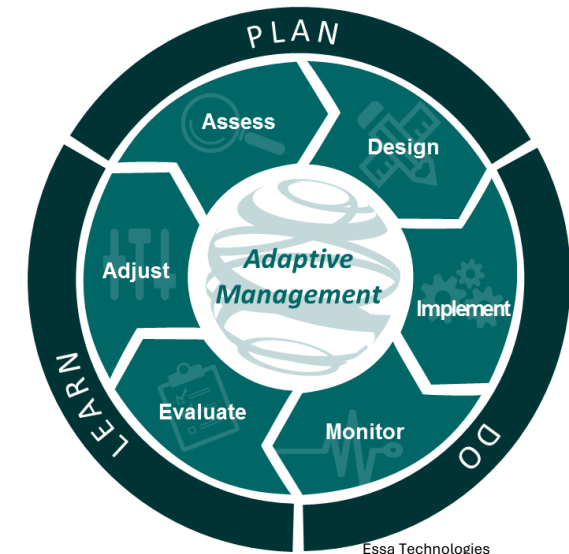 PLAN
Assess
Design
Adjust
Adaptive
Management
Implement
Evaluate
Monitor
LEARN
DO
Essa Technologies